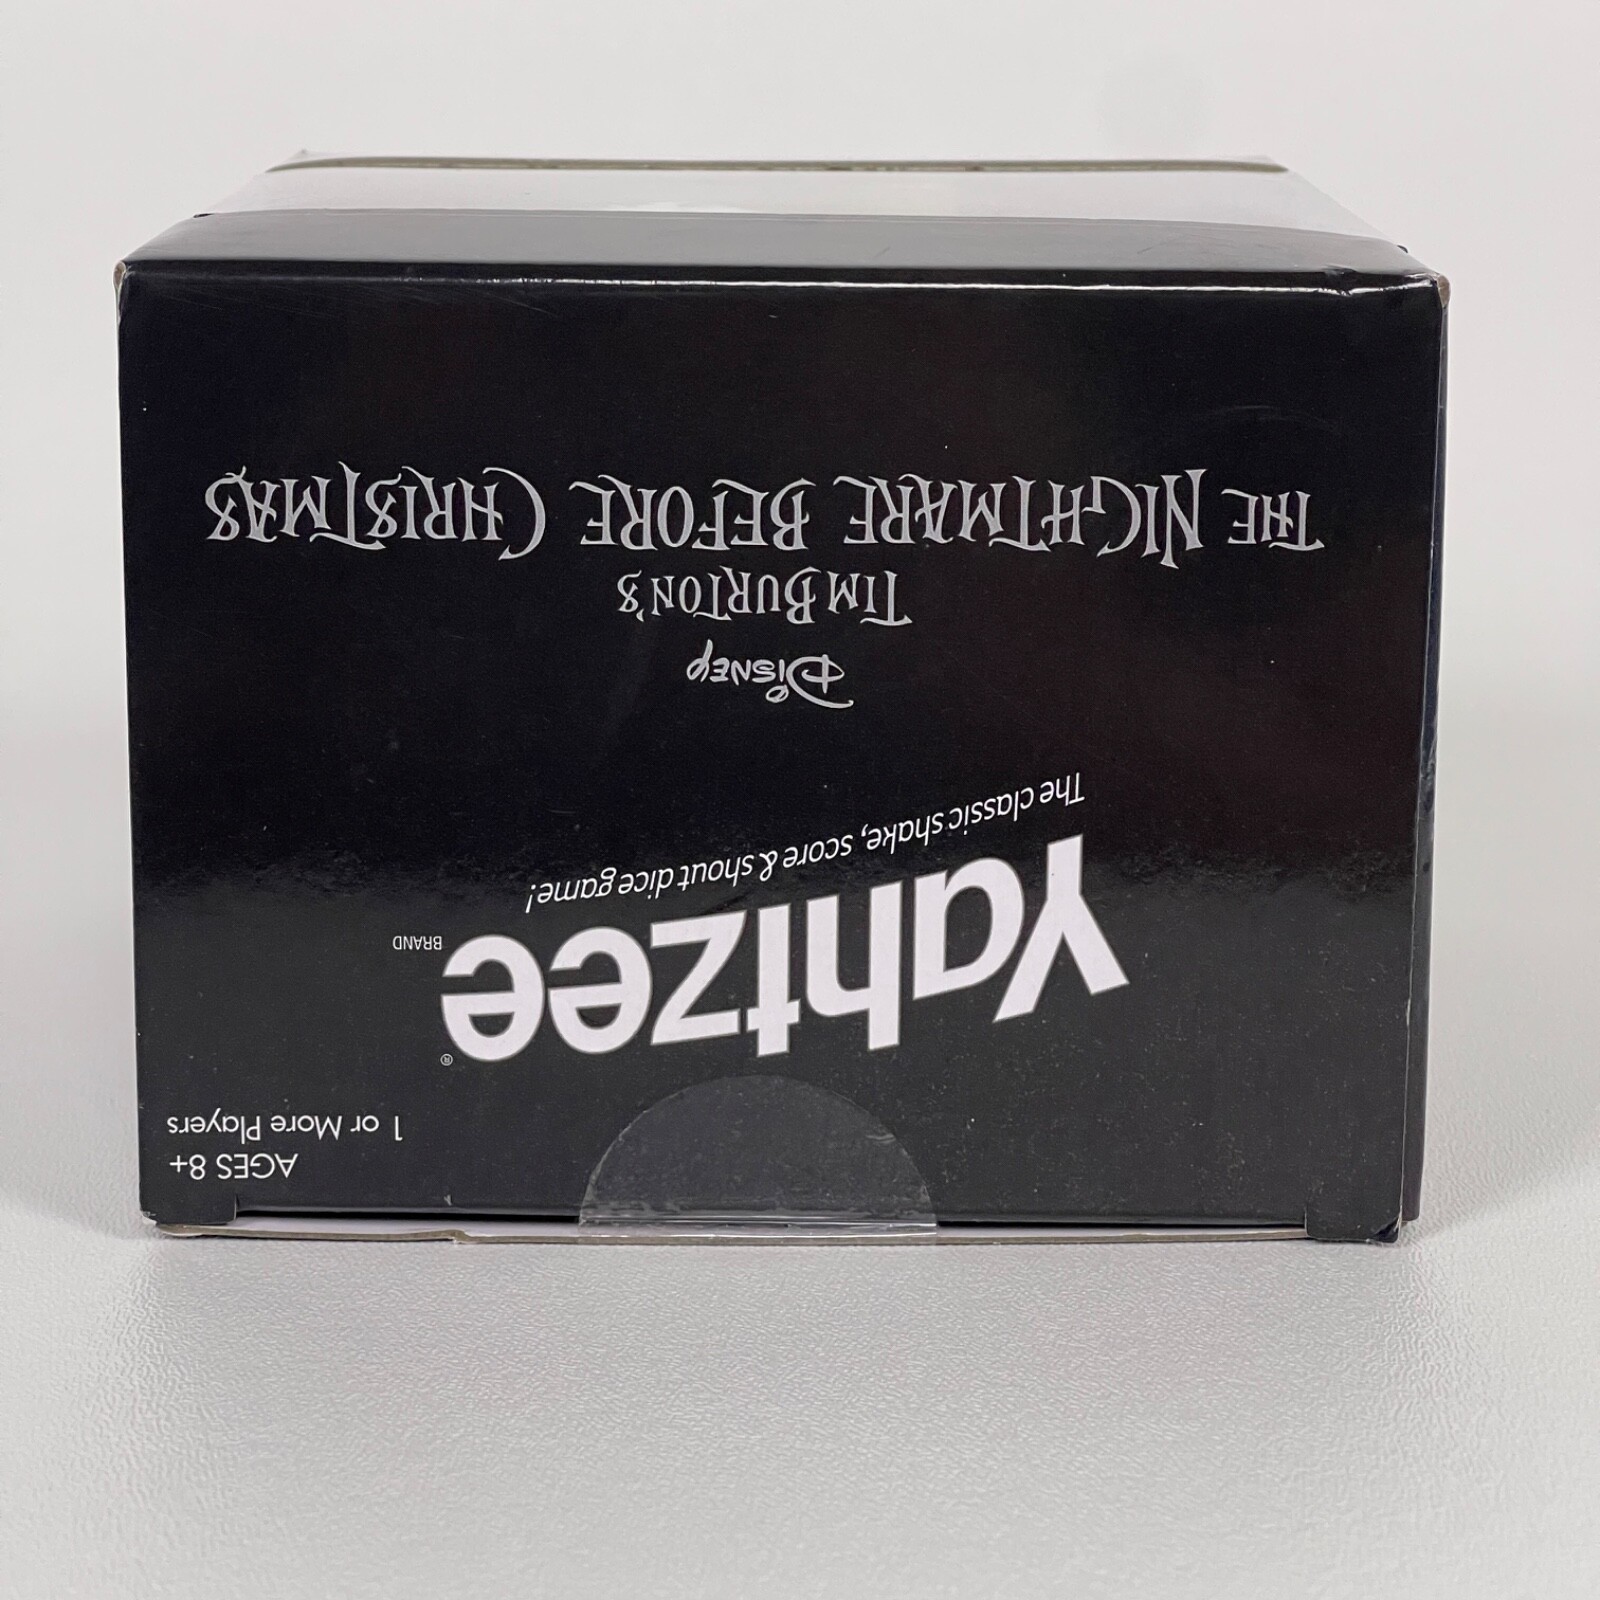 AGES 8+
1 or More Players
Yahtzee®
BRAND
The classic shake, score & shout dice game!
DISNEY
TIM BURTON'S
THE NIGHTMARE BEFORE CHRISTMAS